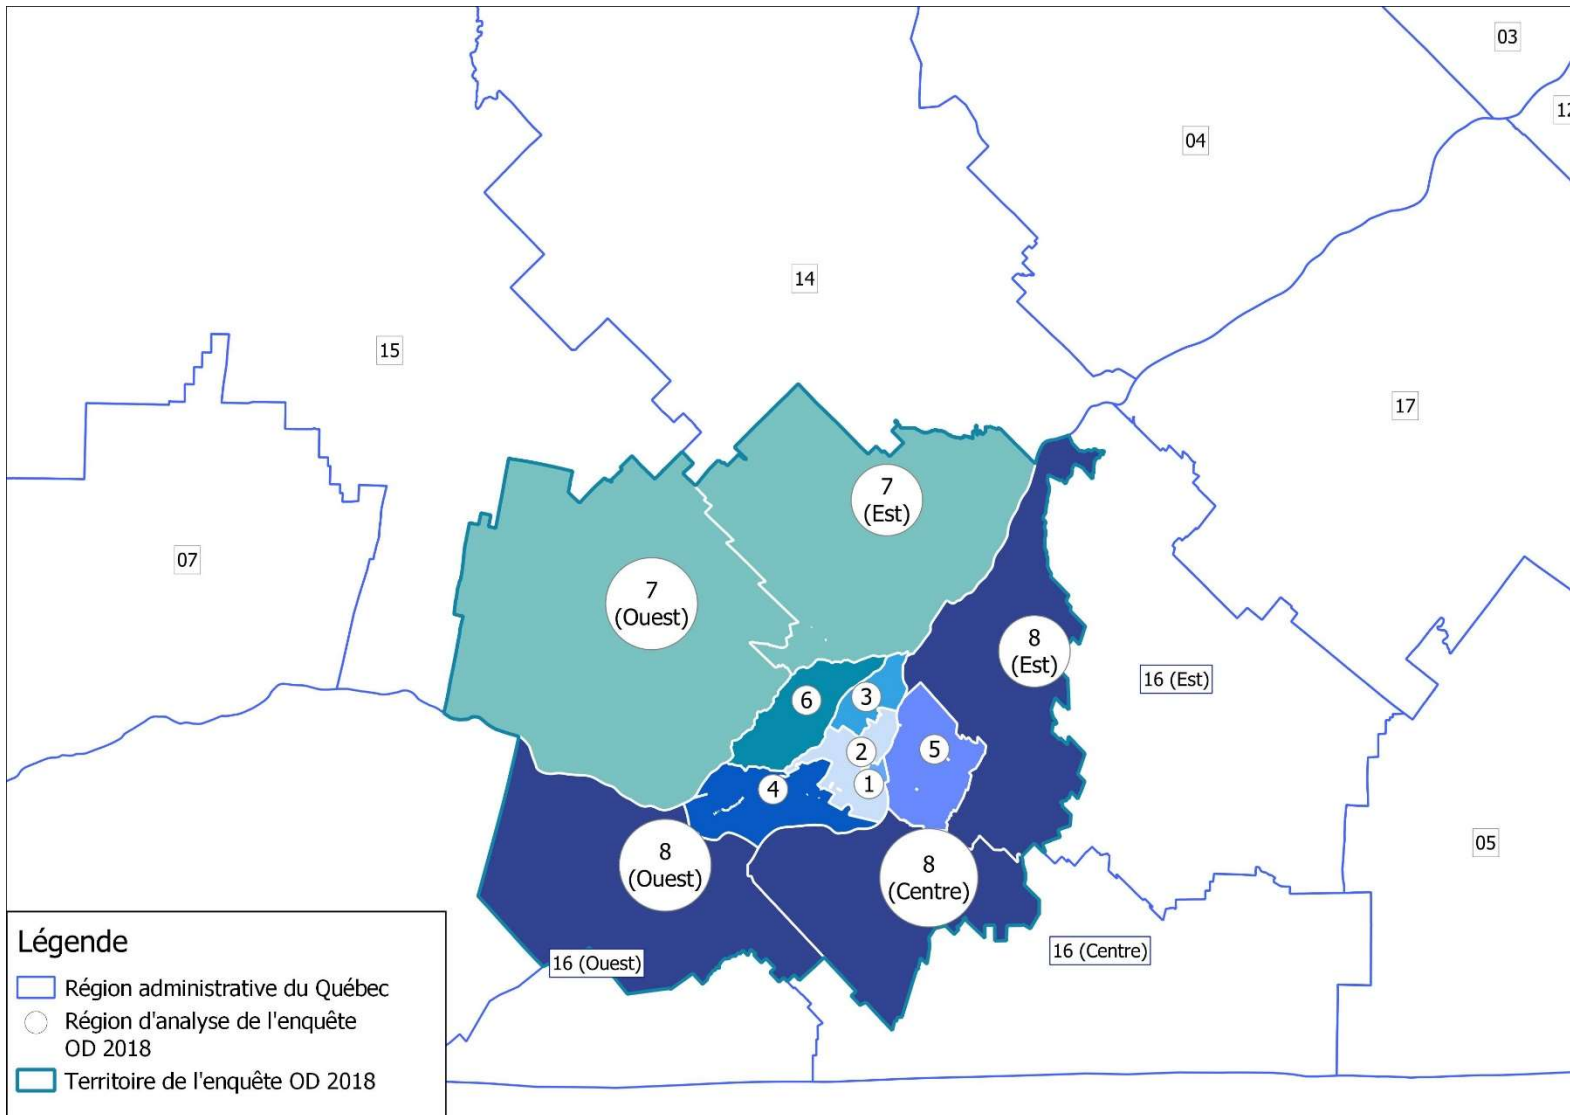 03
12
04
14
15
17
7
(Est)
07
7
(Ouest)
8
(Est)
16 (Est)
3
6
2
5
1
4
05
8
(Ouest)
8
(Centre)
16 (Ouest)
16 (Centre)
Légende
Région administrative du Québec
Région d'analyse de l'enquête
OD 2018
Territoire de l'enquête OD 2018